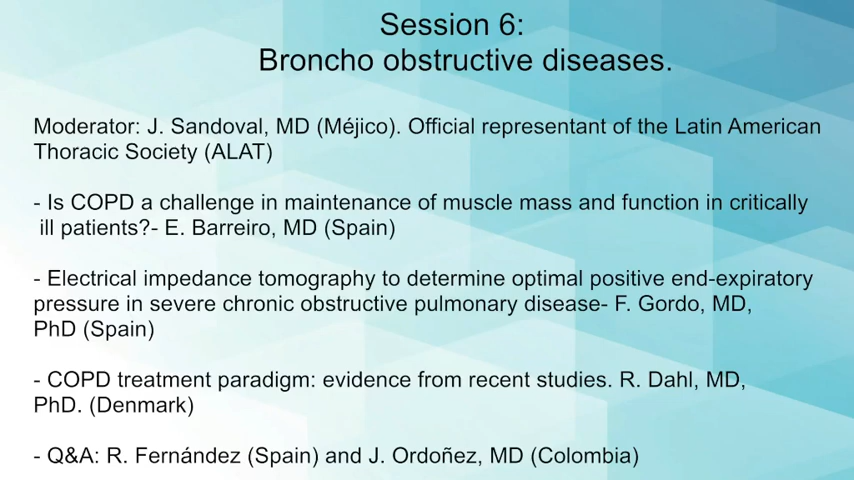 Session 6:
Broncho obstructive diseases.
Moderator: J. Sandoval, MD (Méjico). Official representant of the Latin American
Thoracic Society (ALAT)
- Is COPD a challenge in maintenance of muscle mass and function in critically
ill patients?- E. Barreiro, MD (Spain)
- Electrical impedance tomography to determine optimal positive end-expiratory
pressure in severe chronic obstructive pulmonary disease- F. Gordo, MD,
PhD (Spain)
- COPD treatment paradigm: evidence from recent studies. R. Dahl, MD,
PhD. (Denmark)
- Q&A: R. Fernández (Spain) and J. Ordoñez, MD (Colombia)